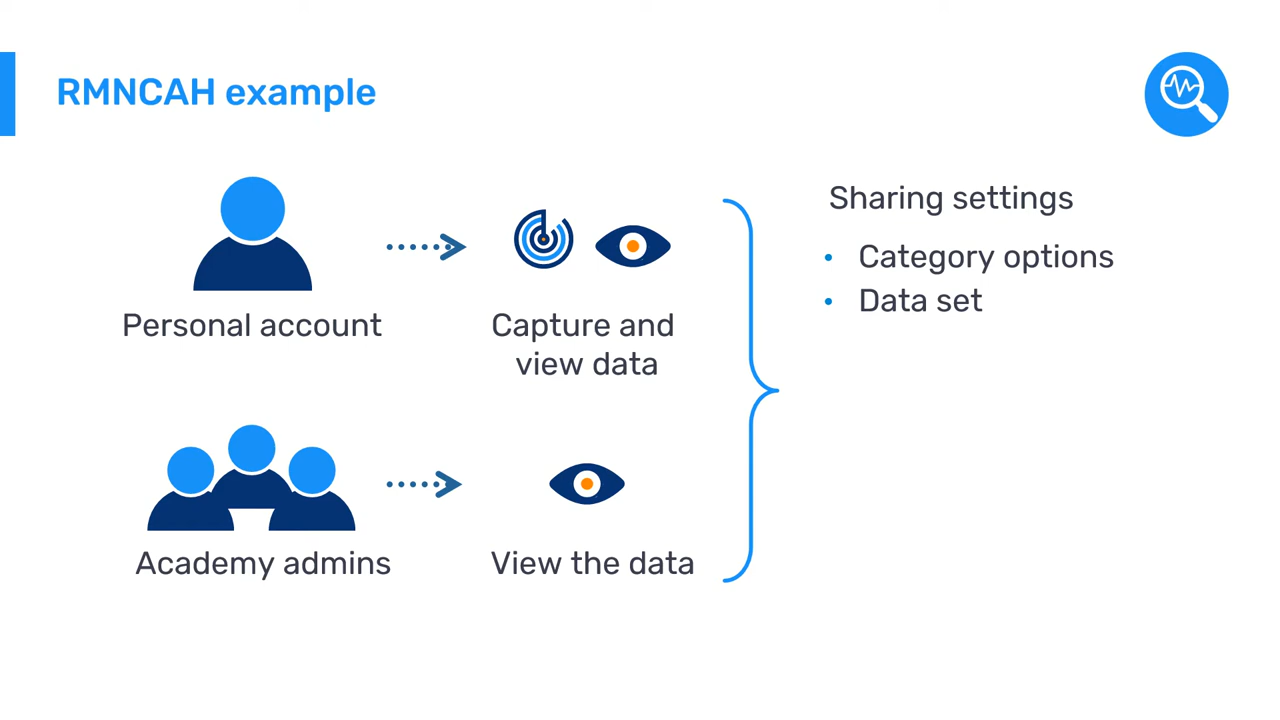 RMNCAH example
Personal account
Capture and
view data
Academy admins
View the data
Sharing settings
• Category options
• Data set